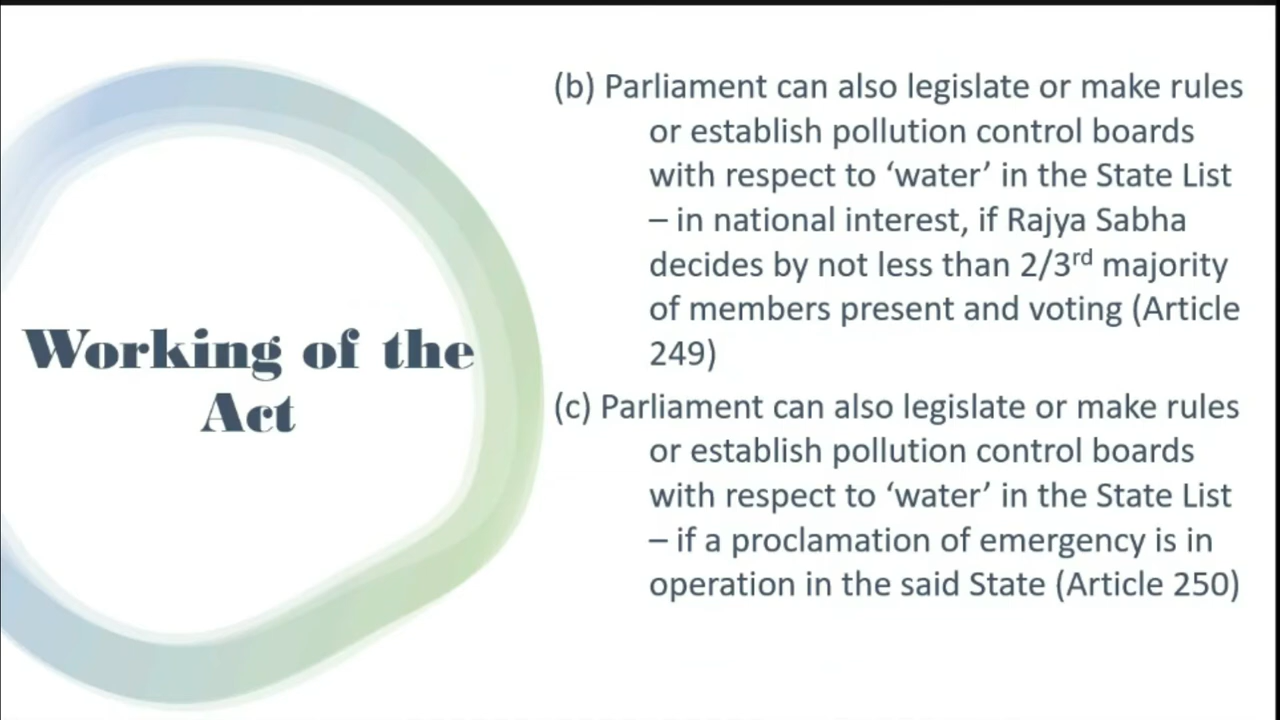 Working of the
Act
(b) Parliament can also legislate or make rules
or establish pollution control boards
with respect to ‘water’ in the State List
– in national interest, if Rajya Sabha
decides by not less than 2/3rd majority
of members present and voting (Article
249)
(c) Parliament can also legislate or make rules
or establish pollution control boards
with respect to ‘water’ in the State List
– if a proclamation of emergency is in
operation in the said State (Article 250)